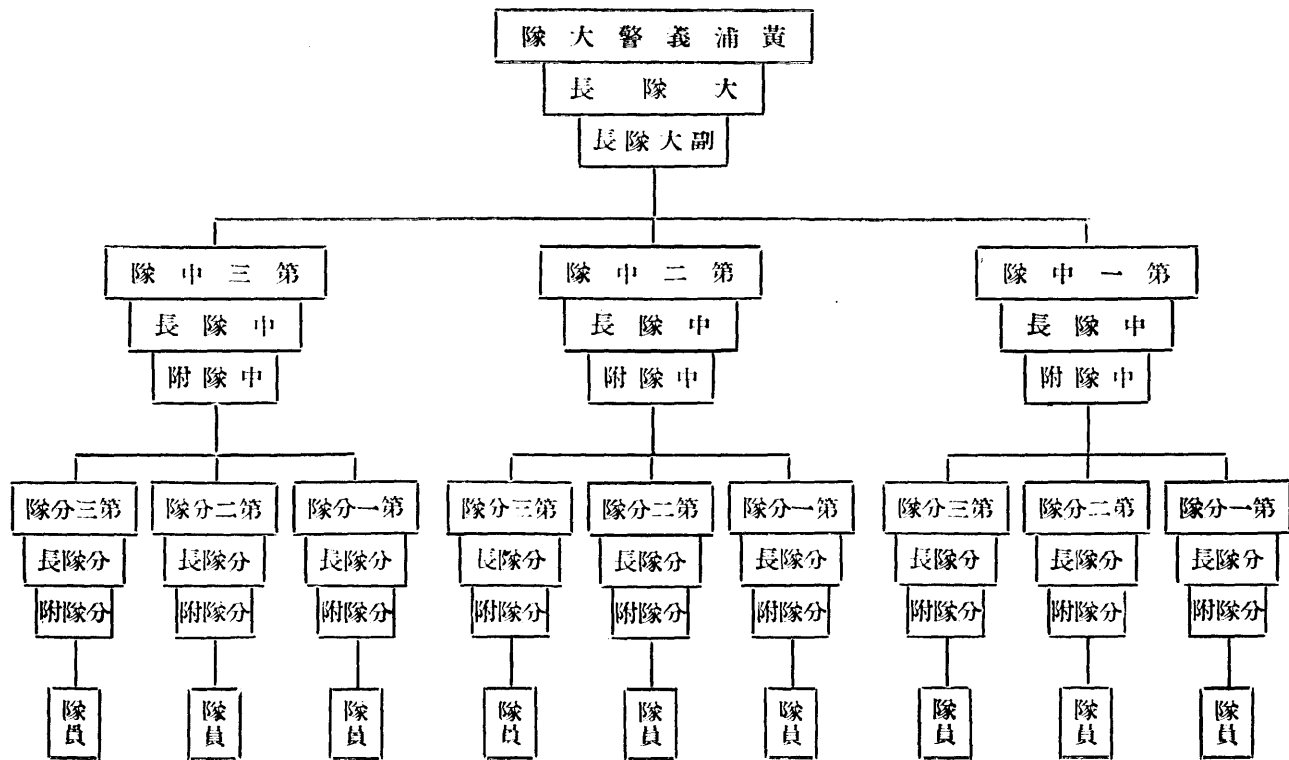 黃浦義警大隊
大隊長
副大隊長
第一中隊
中隊長
中隊附
第二中隊
中隊長
中隊附
第三中隊
中隊長
中隊附
第一分隊
分隊長
分隊附
隊員
第二分隊
分隊長
分隊附
隊員
第三分隊
分隊長
分隊附
隊員
第一分隊
分隊長
分隊附
隊員
第二分隊
分隊長
分隊附
隊員
第三分隊
分隊長
分隊附
隊員
第一分隊
分隊長
分隊附
隊員
第二分隊
分隊長
分隊附
隊員
第三分隊
分隊長
分隊附
隊員